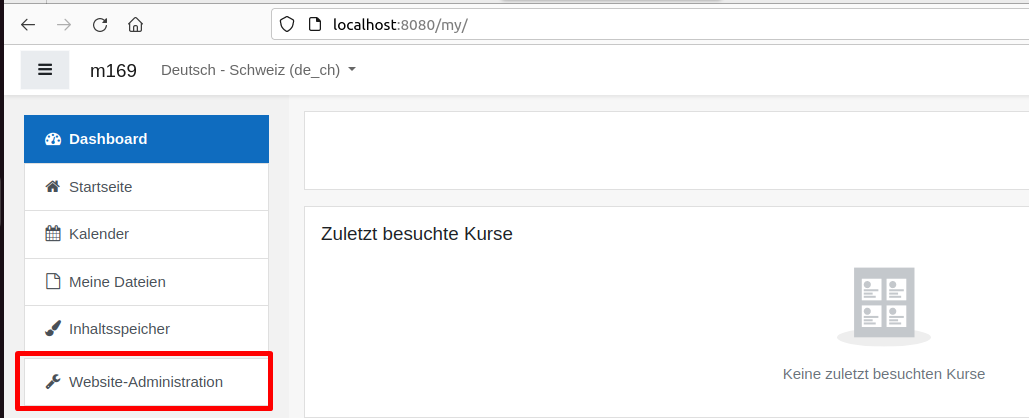 localhost:8080/my/
m169 Deutsch - Schweiz (de_ch)
Dashboard
Startseite
Kalender
Meine Dateien
Inhaltsspeicher
Website-Administration
Zuletzt besuchte Kurse
Keine zuletzt besuchten Kurse